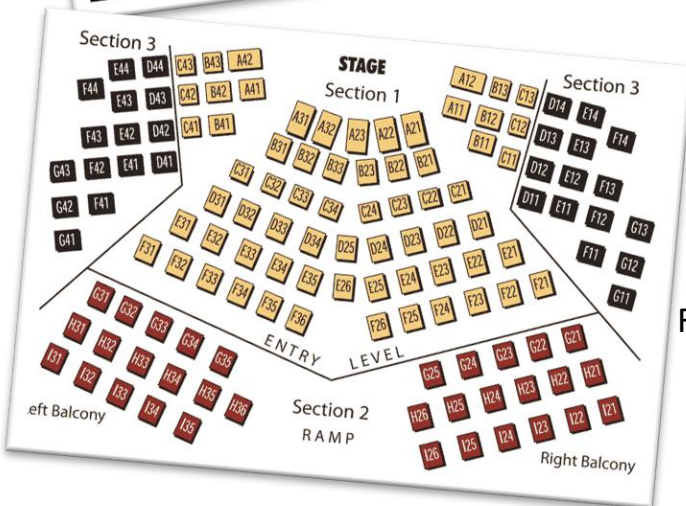 Section 3
E44 D44
F44
E43 D43
F43 E42 D42
G43 F42 E41 D41
G42 F41
G41
C43 B43 A42
C42 B42 A41
C41 B41
STAGE
Section 1
A31 A32 A23 A22 A21
B31 B32 B33 B23 B22 B21
C31 C32 C33 C34 C24 C23 C22 C21
D31 D32 D33 D34 D25 D24 D23 D22 D21
E31 E32 E33 E34 E35 E26 E25 E24 E23 E22 E21
F31 F32 F33 F34 F35 F36 F26 F25 F24 F23 F22 F21
A12 B13 C13
A11 B12 C12
B11 C11
Section 3
D14 E14 F14
D13 E13
D12 E12 F13
D11 E11 F12 G13
F11 G12
G11
ENTRY LEVEL
G31 G32 G33 G34 G35
H31 H32 H33 H34 H35 H36
I31 I32 I33 I34 I35
eft Balcony
Section 2
RAMP
G25 G24 G23 G22 G21
H26 H25 H24 H23 H22 H21
I26 I25 I24 I23 I22 I21
Right Balcony